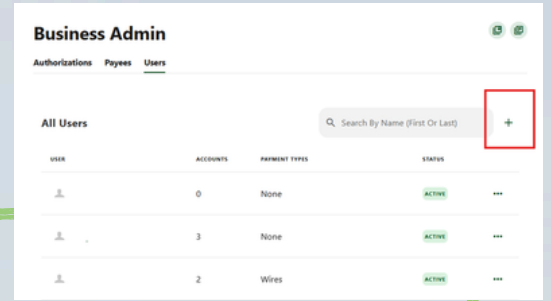 Business Admin
Authorizations Payees Users
All Users
Search By Name (First Or Last)
+
USER ACCOUNTS PAYMENT TYPES STATUS
0 None ACTIVE ...
3 None ACTIVE ...
2 Wires ACTIVE ...